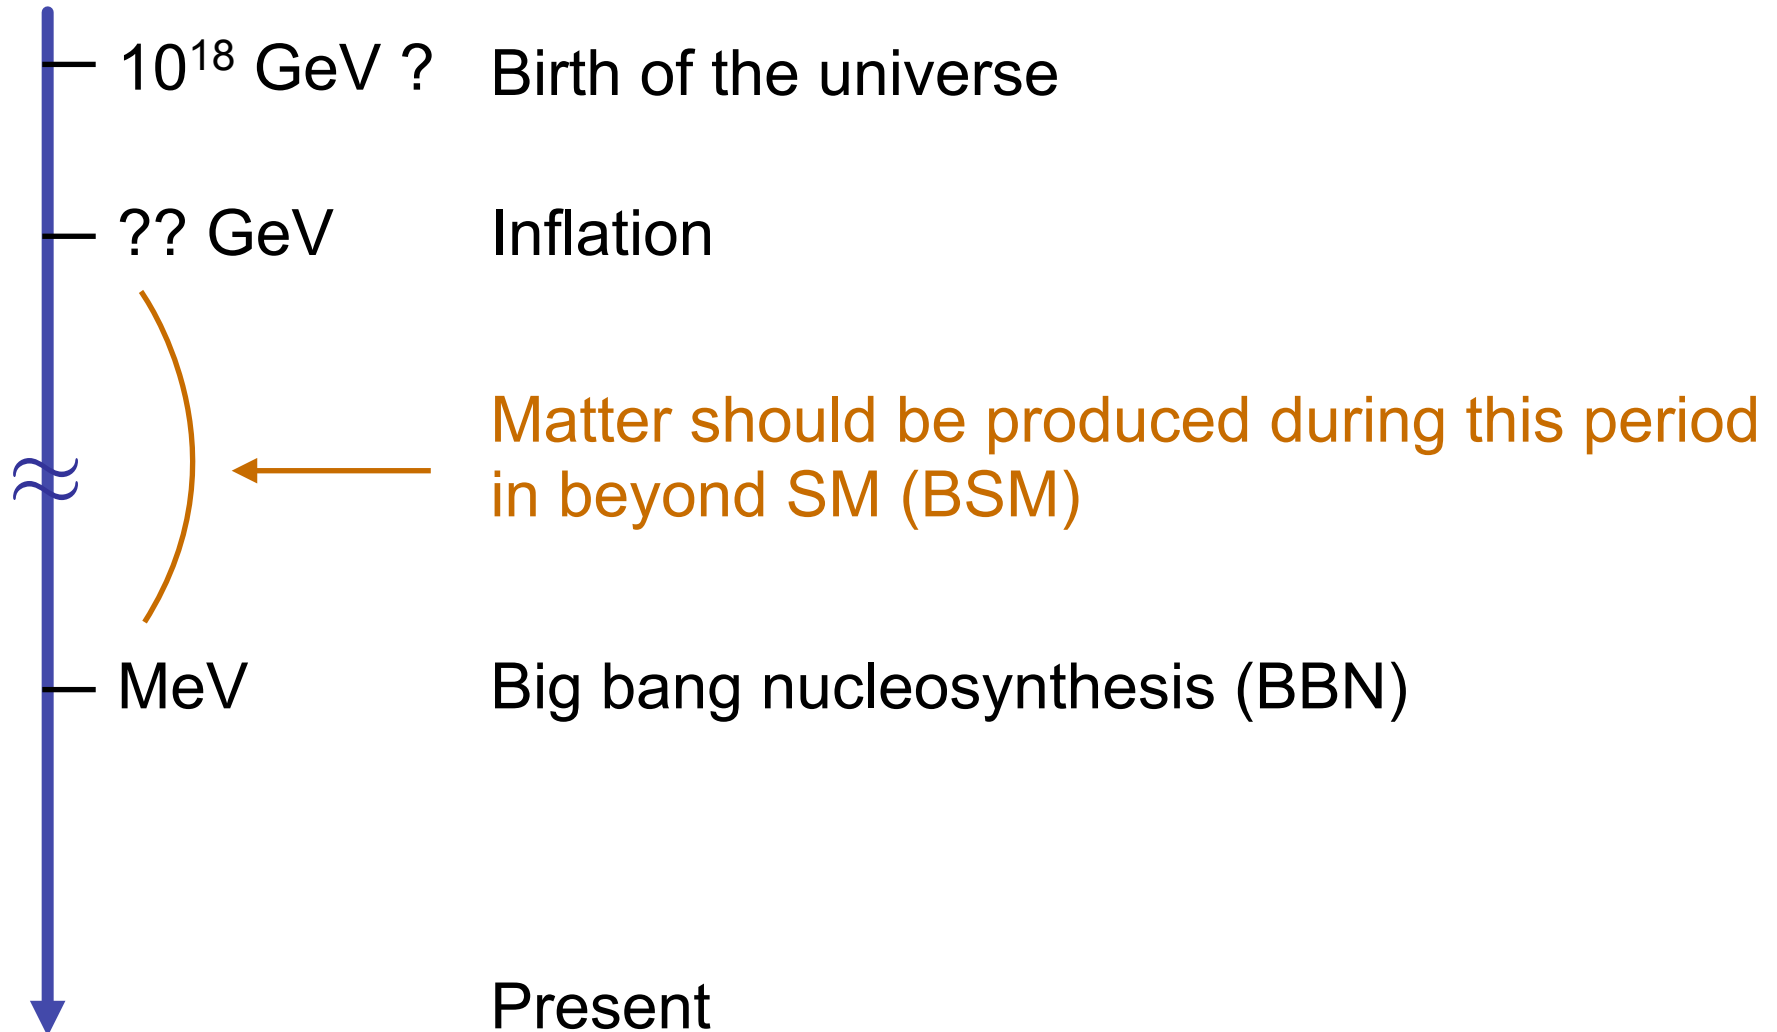 10¹⁸ GeV ? Birth of the universe
?? GeV Inflation
Matter should be produced during this period
in beyond SM (BSM)
≈
MeV Big bang nucleosynthesis (BBN)
Present